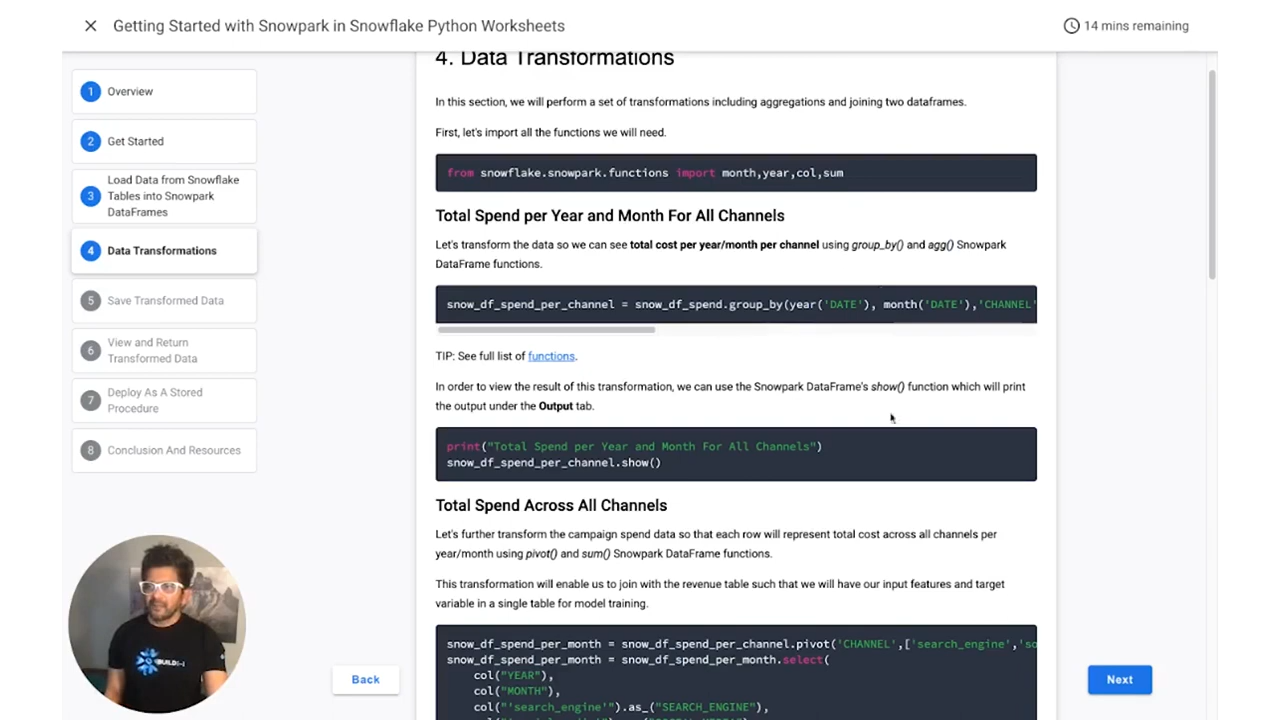 Getting Started with Snowpark in Snowflake Python Worksheets
14 mins remaining
1 Overview
2 Get Started
3 Load Data from Snowflake
Tables into Snowpark
DataFrames
4 Data Transformations
5 Save Transformed Data
6 View and Return
Transformed Data
7 Deploy As A Stored
Procedure
8 Conclusion And Resources
4. Data Transformations
In this section, we will perform a set of transformations including aggregations and joining two dataframes.
First, let's import all the functions we will need.
from snowflake.snowpark.functions import month,year,col,sum
Total Spend per Year and Month For All Channels
Let's transform the data so we can see total cost per year/month per channel using group_by() and agg() Snowpark
DataFrame functions.
snow_df_spend_per_channel = snow_df_spend.group_by(year('DATE'), month('DATE'),'CHANNEL'
TIP: See full list of functions.
In order to view the result of this transformation, we can use the Snowpark DataFrame's show() function which will print
the output under the Output tab.
print("Total Spend per Year and Month For All Channels")
snow_df_spend_per_channel.show()
Total Spend Across All Channels
Let's further transform the campaign spend data so that each row will represent total cost across all channels per
year/month using pivot() and sum() Snowpark DataFrame functions.
This transformation will enable us to join with the revenue table such that we will have our input features and target
variable in a single table for model training.
snow_df_spend_per_month = snow_df_spend_per_channel.pivot('CHANNEL',['search_engine','so
snow_df_spend_per_month = snow_df_spend_per_month.select(
col("YEAR"),
col("MONTH"),
col("'search_engine'").as_("SEARCH_ENGINE"),
BUILD
Back
Next